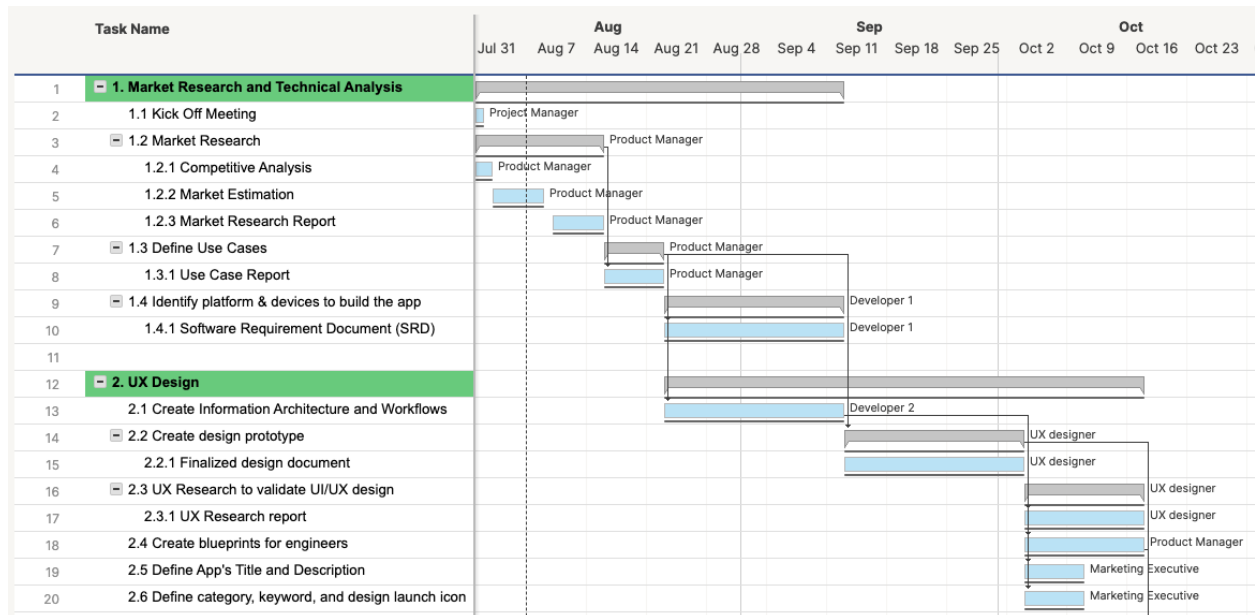 Task Name
Aug Sep Oct
Jul 31 Aug 7 Aug 14 Aug 21 Aug 28 Sep 4 Sep 11 Sep 18 Sep 25 Oct 2 Oct 9 Oct 16 Oct 23
1 1. Market Research and Technical Analysis
2 1.1 Kick Off Meeting Project Manager
3 1.2 Market Research Product Manager
4 1.2.1 Competitive Analysis Product Manager
5 1.2.2 Market Estimation Product Manager
6 1.2.3 Market Research Report Product Manager
7 1.3 Define Use Cases Product Manager
8 1.3.1 Use Case Report Product Manager
9 1.4 Identify platform & devices to build the app Developer 1
10 1.4.1 Software Requirement Document (SRD) Developer 1
11
12 2. UX Design
13 2.1 Create Information Architecture and Workflows Developer 2
14 2.2 Create design prototype UX designer
15 2.2.1 Finalized design document UX designer
16 2.3 UX Research to validate UI/UX design UX designer
17 2.3.1 UX Research report UX designer
18 2.4 Create blueprints for engineers Product Manager
19 2.5 Define App's Title and Description Marketing Executive
20 2.6 Define category, keyword, and design launch icon Marketing Executive